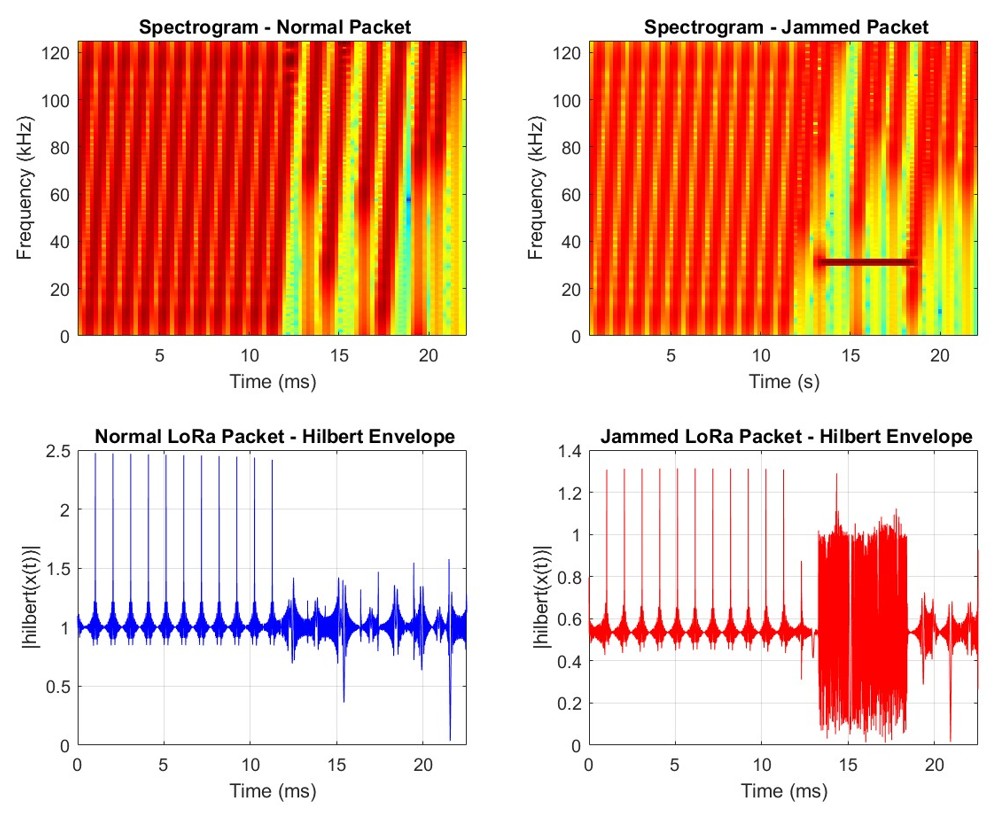 Spectrogram - Normal Packet
120
100
80
60
40
20
0
Frequency (kHz)
5 10 15 20
Time (ms)
Spectrogram - Jammed Packet
120
100
80
60
40
20
0
Frequency (kHz)
5 10 15 20
Time (s)
Normal LoRa Packet - Hilbert Envelope
2.5
2
1.5
1
0.5
0
|hilbert(x(t))|
0 5 10 15 20
Time (ms)
Jammed LoRa Packet - Hilbert Envelope
1.4
1.2
1
0.8
0.6
0.4
0.2
0
|hilbert(x(t))|
0 5 10 15 20
Time (ms)